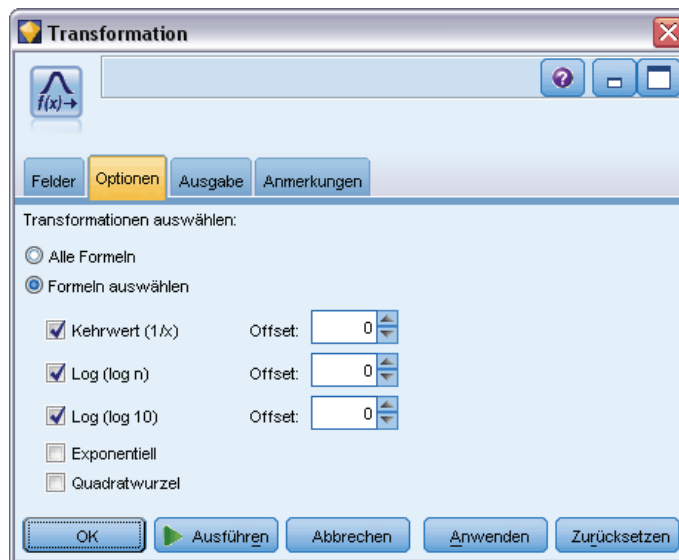 Transformation
f(x)→
Felder Optionen Ausgabe Anmerkungen
Transformationen auswählen:
Alle Formeln
Formeln auswählen
Kehrwert (1/x) Offset: 0
Log (log n) Offset: 0
Log (log 10) Offset: 0
Exponentiell
Quadratwurzel
OK Ausführen Abbrechen Anwenden Zurücksetzen